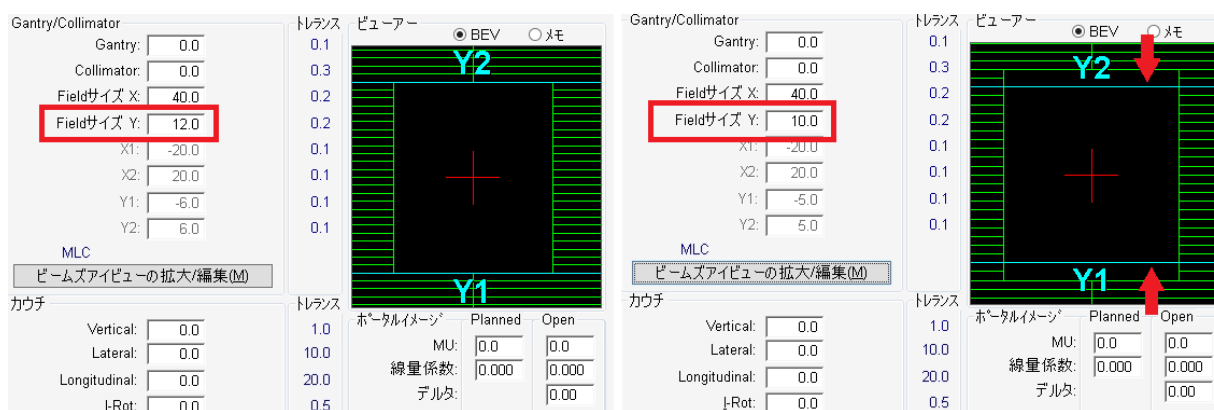 Gantry/Collimator
トレランス
Gantry: 0.0 0.1
Collimator: 0.0 0.3
Fieldサイズ X: 40.0 0.2
Fieldサイズ Y: 12.0 0.2
X1: -20.0 0.1
X2: 20.0 0.1
Y1: -6.0 0.1
Y2: 6.0 0.1
MLC
ビームズアイビューの拡大/編集(M)
カウチ
トレランス
Vertical: 0.0 1.0
Lateral: 0.0 10.0
Longitudinal: 0.0 20.0
I-Rot: 0.0 0.5
ビューアー
BEV メモ
Y2
Y1
ポータルイメージ Planned Open
MU: 0.0 0.0
線量係数: 0.000 0.000
デルタ: 0.00
Gantry/Collimator
トレランス
Gantry: 0.0 0.1
Collimator: 0.0 0.3
Fieldサイズ X: 40.0 0.2
Fieldサイズ Y: 10.0 0.2
X1: -20.0 0.1
X2: 20.0 0.1
Y1: -5.0 0.1
Y2: 5.0 0.1
MLC
ビームズアイビューの拡大/編集(M)
カウチ
トレランス
Vertical: 0.0 1.0
Lateral: 0.0 10.0
Longitudinal: 0.0 20.0
I-Rot: 0.0 0.5
ビューアー
BEV メモ
Y2
Y1
ポータルイメージ Planned Open
MU: 0.0 0.0
線量係数: 0.000 0.000
デルタ: 0.00